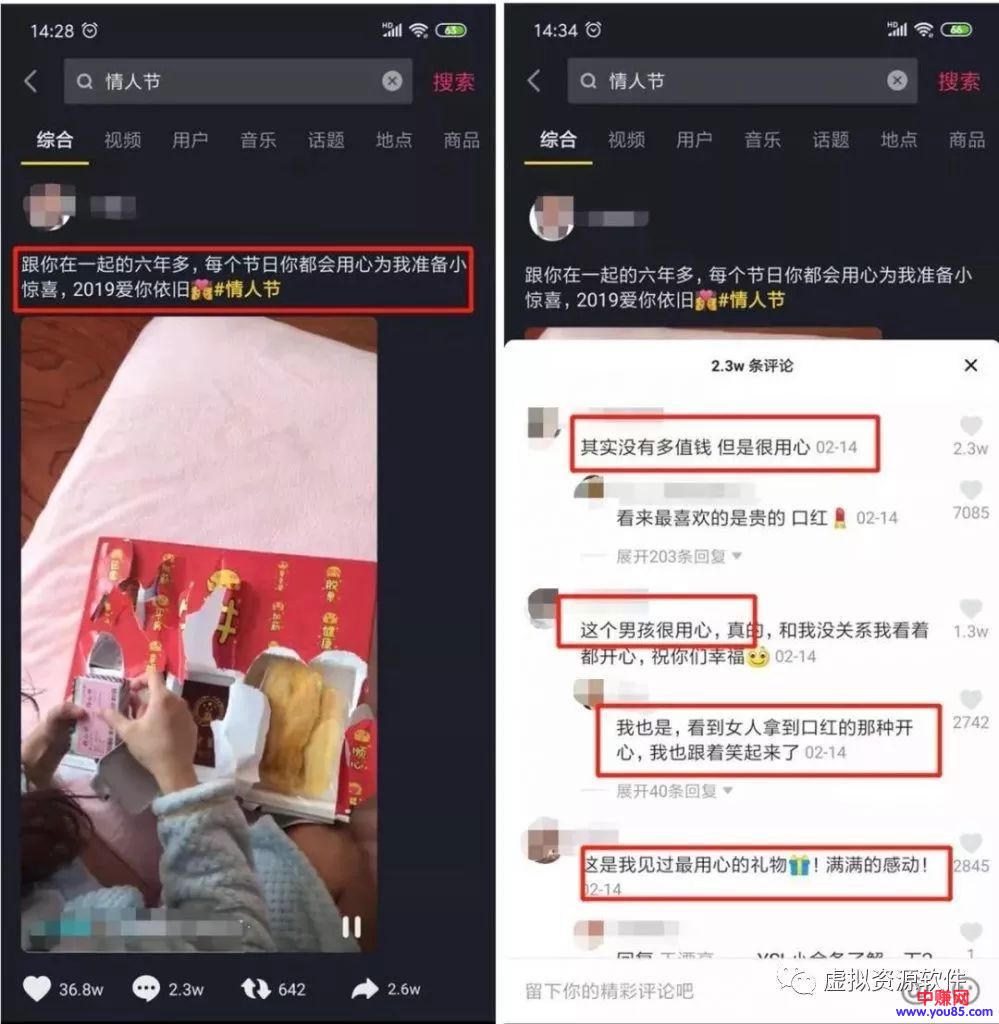 14:28
HD
63
情人节
搜索
综合 视频 用户 音乐 话题 地点 商品
跟你在一起的六年多，每个节日你都会用心为我准备小
惊喜，2019爱你依旧💏#情人节
脱单
健康
顺心
36.8w 2.3w 642 2.6w
14:34
HD
66
情人节
搜索
综合 视频 用户 音乐 话题 地点 商品
跟你在一起的六年多，每个节日你都会用心为我准备小
惊喜，2019爱你依旧💏#情人节
2.3w 条评论
其实没有多值钱 但是很用心 02-14
2.3w
看来最喜欢的是贵的 口红💄 02-14
7085
展开203条回复
这个男孩很用心，真的，和我没关系我看着
都开心，祝你们幸福🙂02-14
1.3w
我也是，看到女人拿到口红的那种开
心，我也跟着笑起来了 02-14
2742
展开40条回复
这是我见过最用心的礼物🎁！满满的感动！
02-14
2845
1
留下你的精彩评论吧
虚拟资源软件
中赚网
www.you85.com